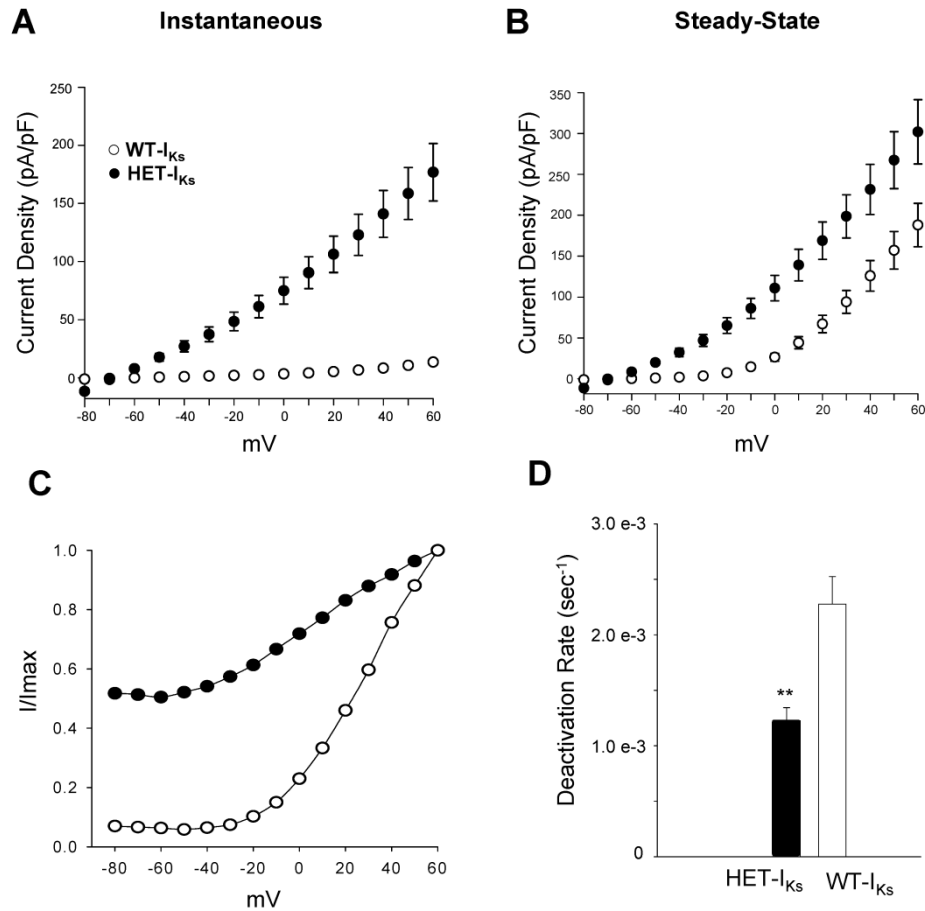 A Instantaneous
B Steady-State
Current Density (pA/pF)
250
200
150
100
50
0
WT-IKs
HET-IKs
-80 -60 -40 -20 0 20 40 60
mV
Current Density (pA/pF)
350
300
250
200
150
100
50
0
-80 -60 -40 -20 0 20 40 60
mV
C
I/Imax
1.0
0.8
0.6
0.4
0.2
0.0
-80 -60 -40 -20 0 20 40 60
mV
D
Deactivation Rate (sec-1)
3.0 e-3
2.0 e-3
1.0 e-3
0
**
HET-IKs WT-IKs